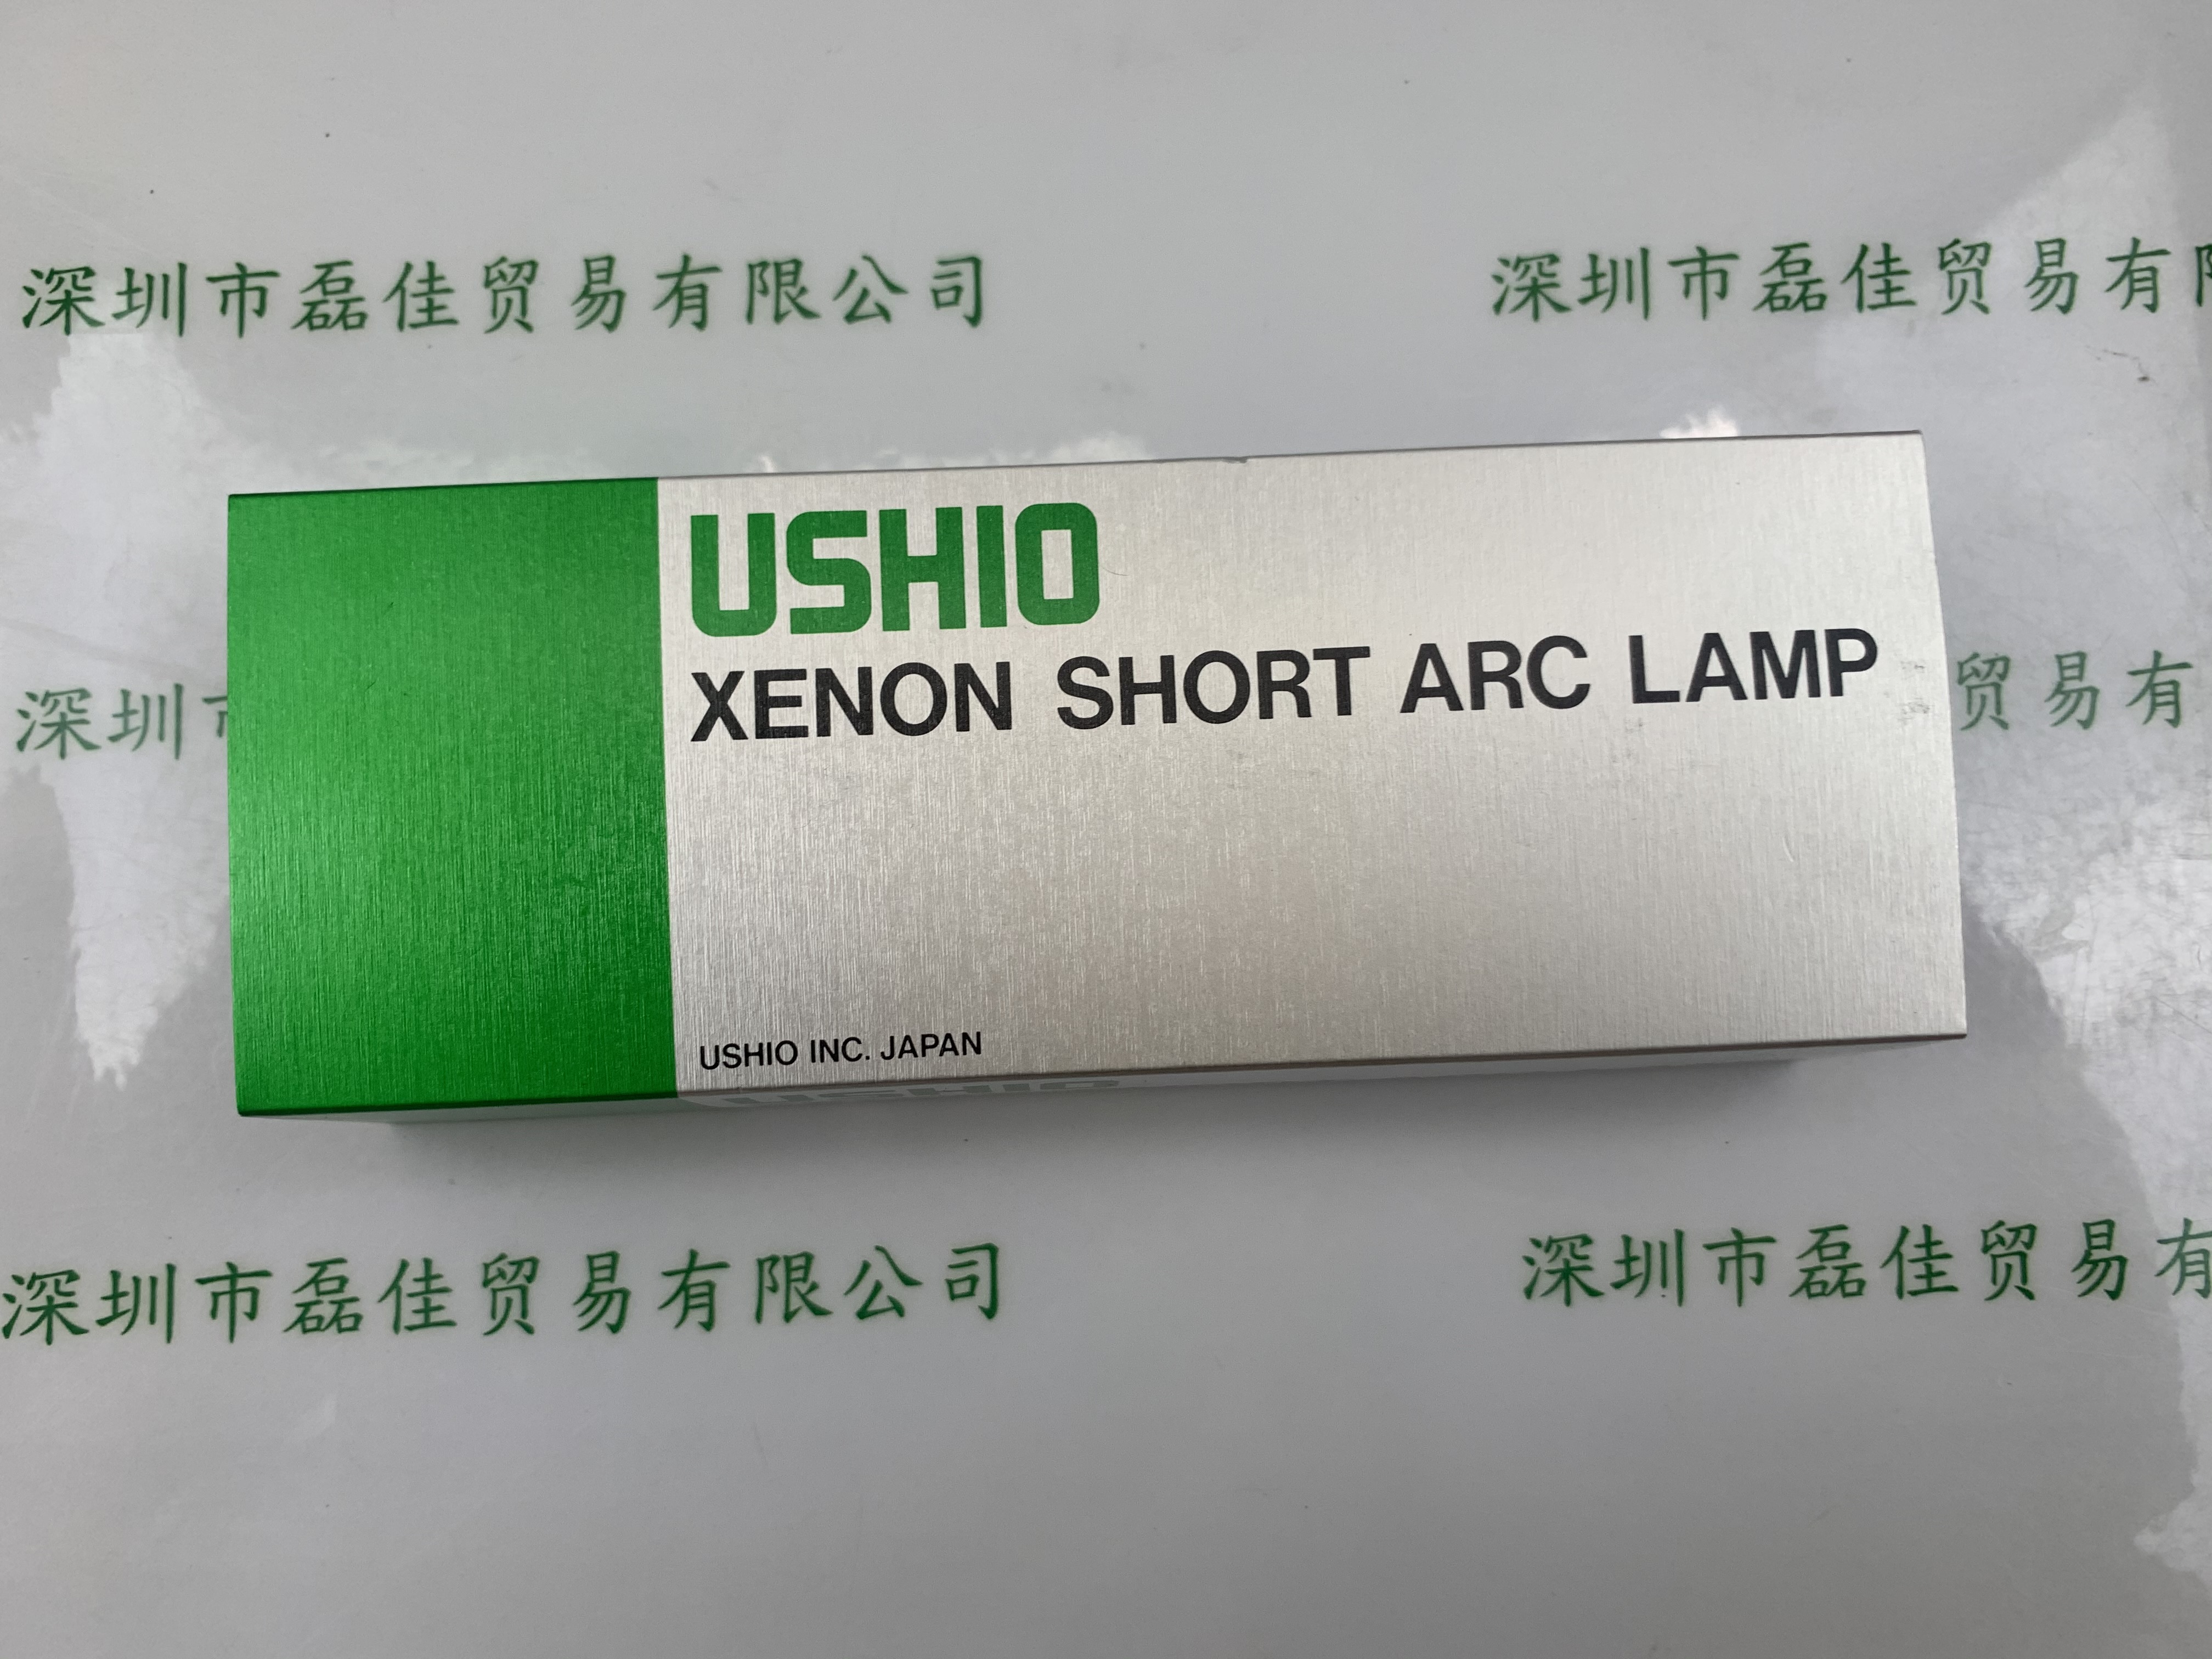 深圳市磊佳贸易有限公司
深圳市磊佳贸易有
USHIO
XENON SHORT ARC LAMP
深圳
贸易有
USHIO INC. JAPAN
USHIO
深圳市磊佳贸易有限公司
深圳市磊佳贸易有